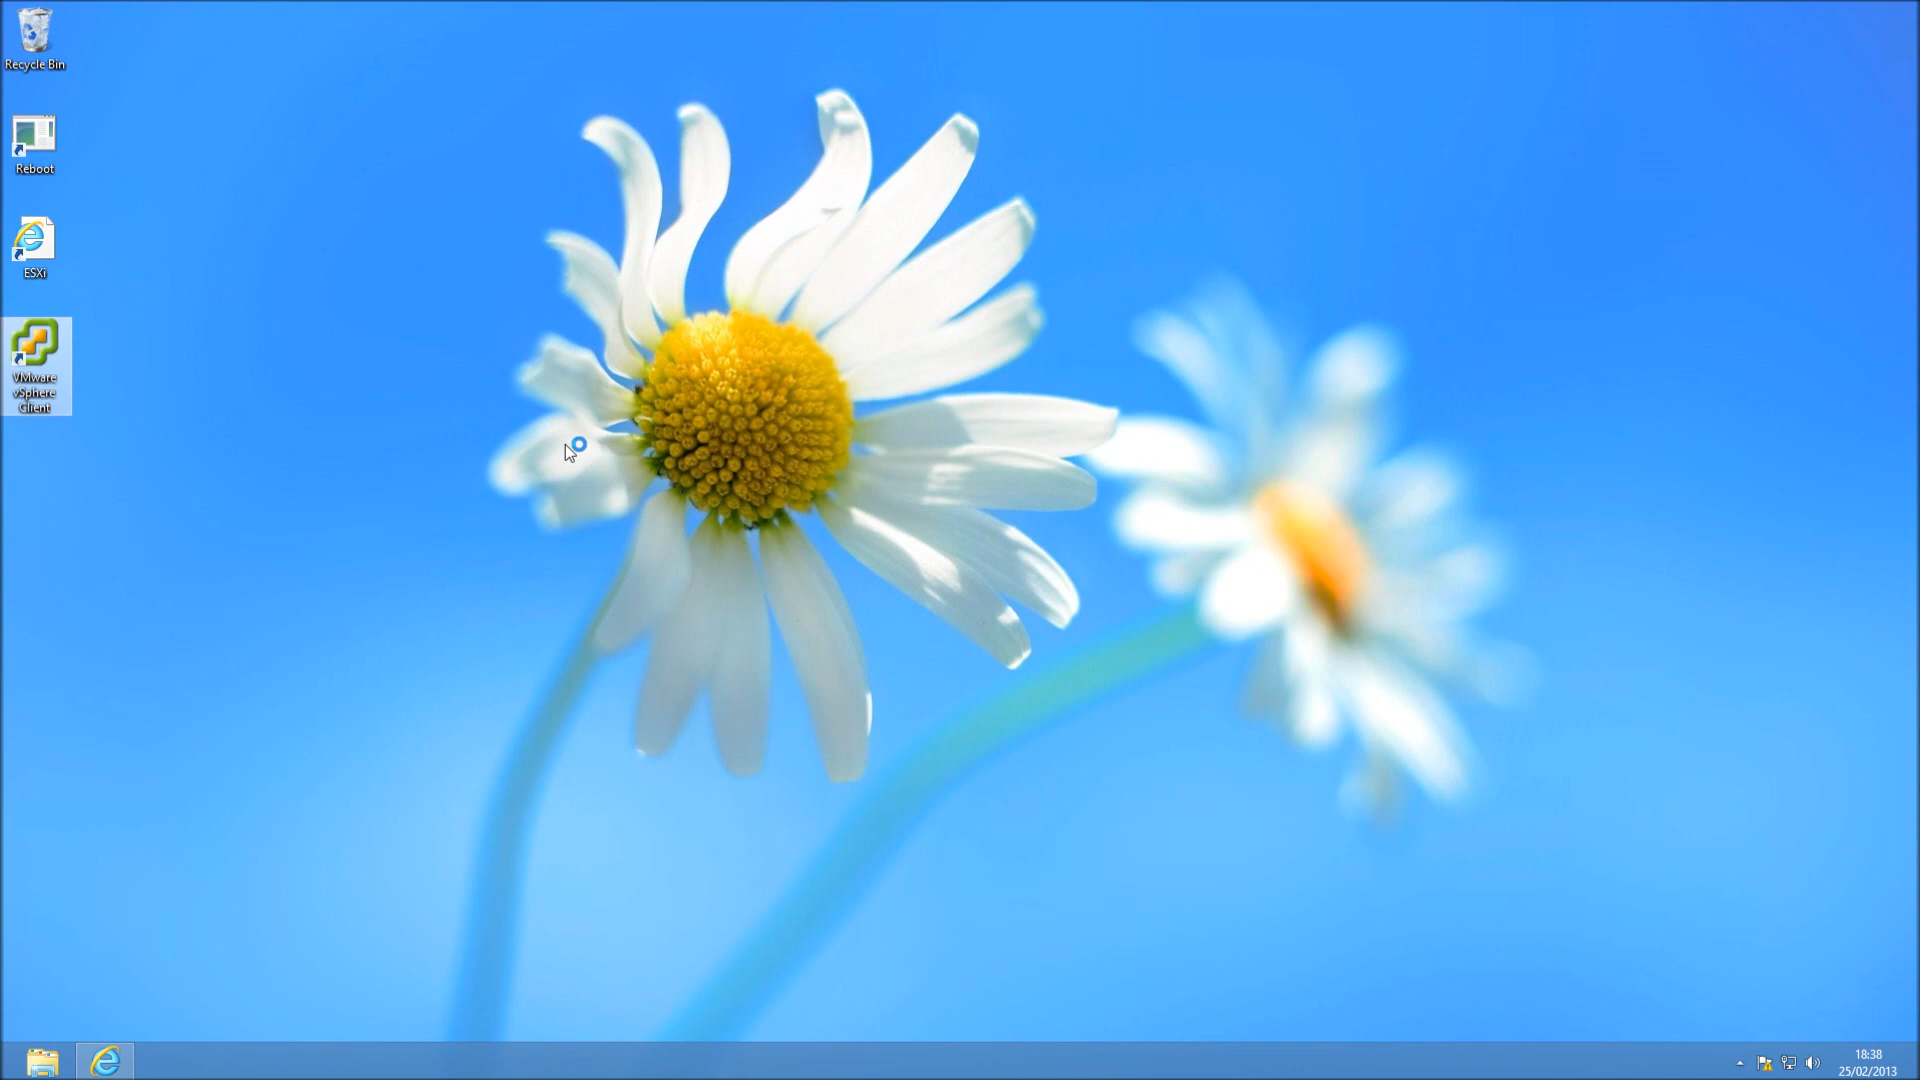 Recycle Bin
Reboot
ESXi
VMware
vSphere
Client
18:38
25/02/2013